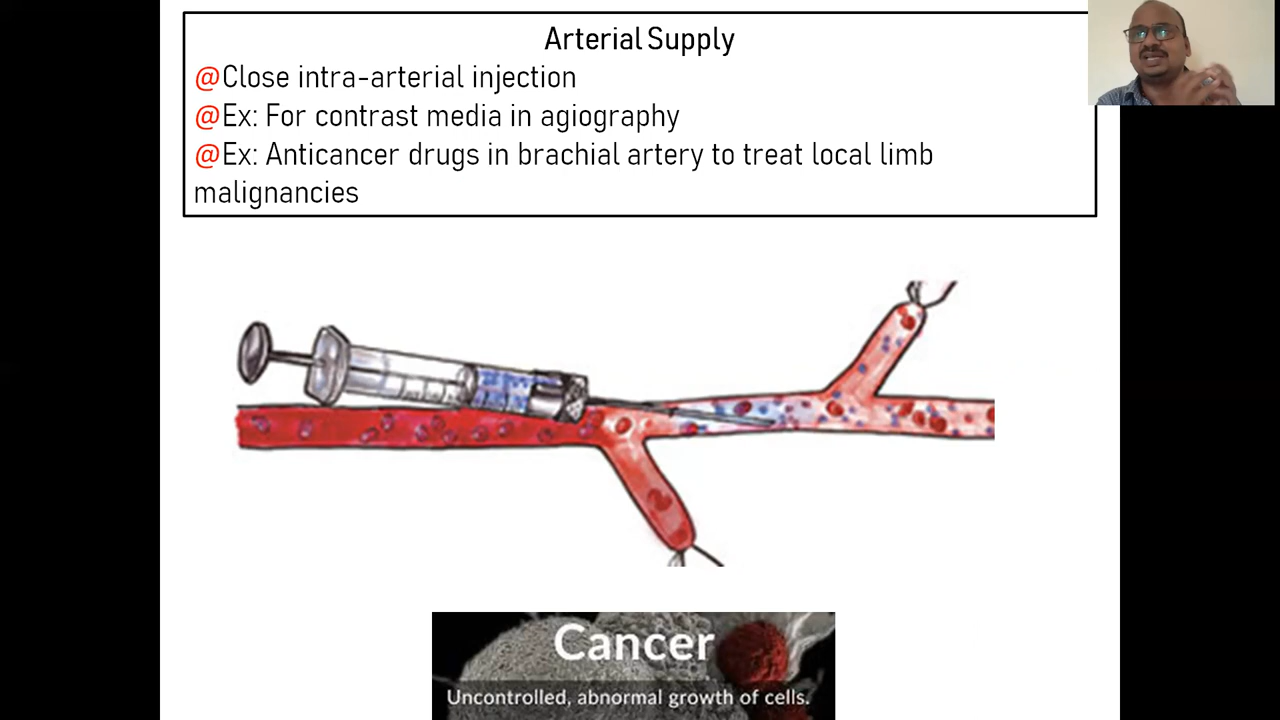 Arterial Supply
@Close intra-arterial injection
@Ex: For contrast media in agiography
@Ex: Anticancer drugs in brachial artery to treat local limb
malignancies
Cancer
Uncontrolled, abnormal growth of cells.